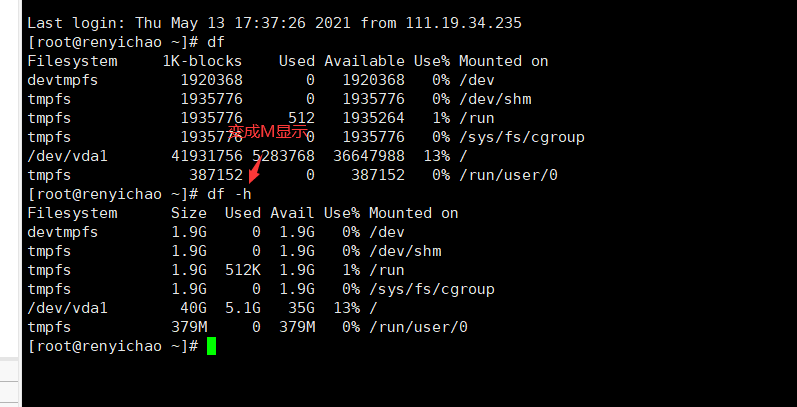 Last login: Thu May 13 17:37:26 2021 from 111.19.34.235
[root@renyichao ~]# df
Filesystem     1K-blocks    Used Available Use% Mounted on
devtmpfs         1920368       0   1920368   0% /dev
tmpfs            1935776       0   1935776   0% /dev/shm
tmpfs            1935776     512   1935264   1% /run
tmpfs            1935776       0   1935776   0% /sys/fs/cgroup
变成M显示
/dev/vda1       41931756 5283768  36647988  13% /
tmpfs             387152       0    387152   0% /run/user/0
[root@renyichao ~]# df -h
Filesystem      Size  Used Avail Use% Mounted on
devtmpfs        1.9G     0  1.9G   0% /dev
tmpfs           1.9G     0  1.9G   0% /dev/shm
tmpfs           1.9G  512K  1.9G   1% /run
tmpfs           1.9G     0  1.9G   0% /sys/fs/cgroup
/dev/vda1        40G  5.1G   35G  13% /
tmpfs           379M     0  379M   0% /run/user/0
[root@renyichao ~]#